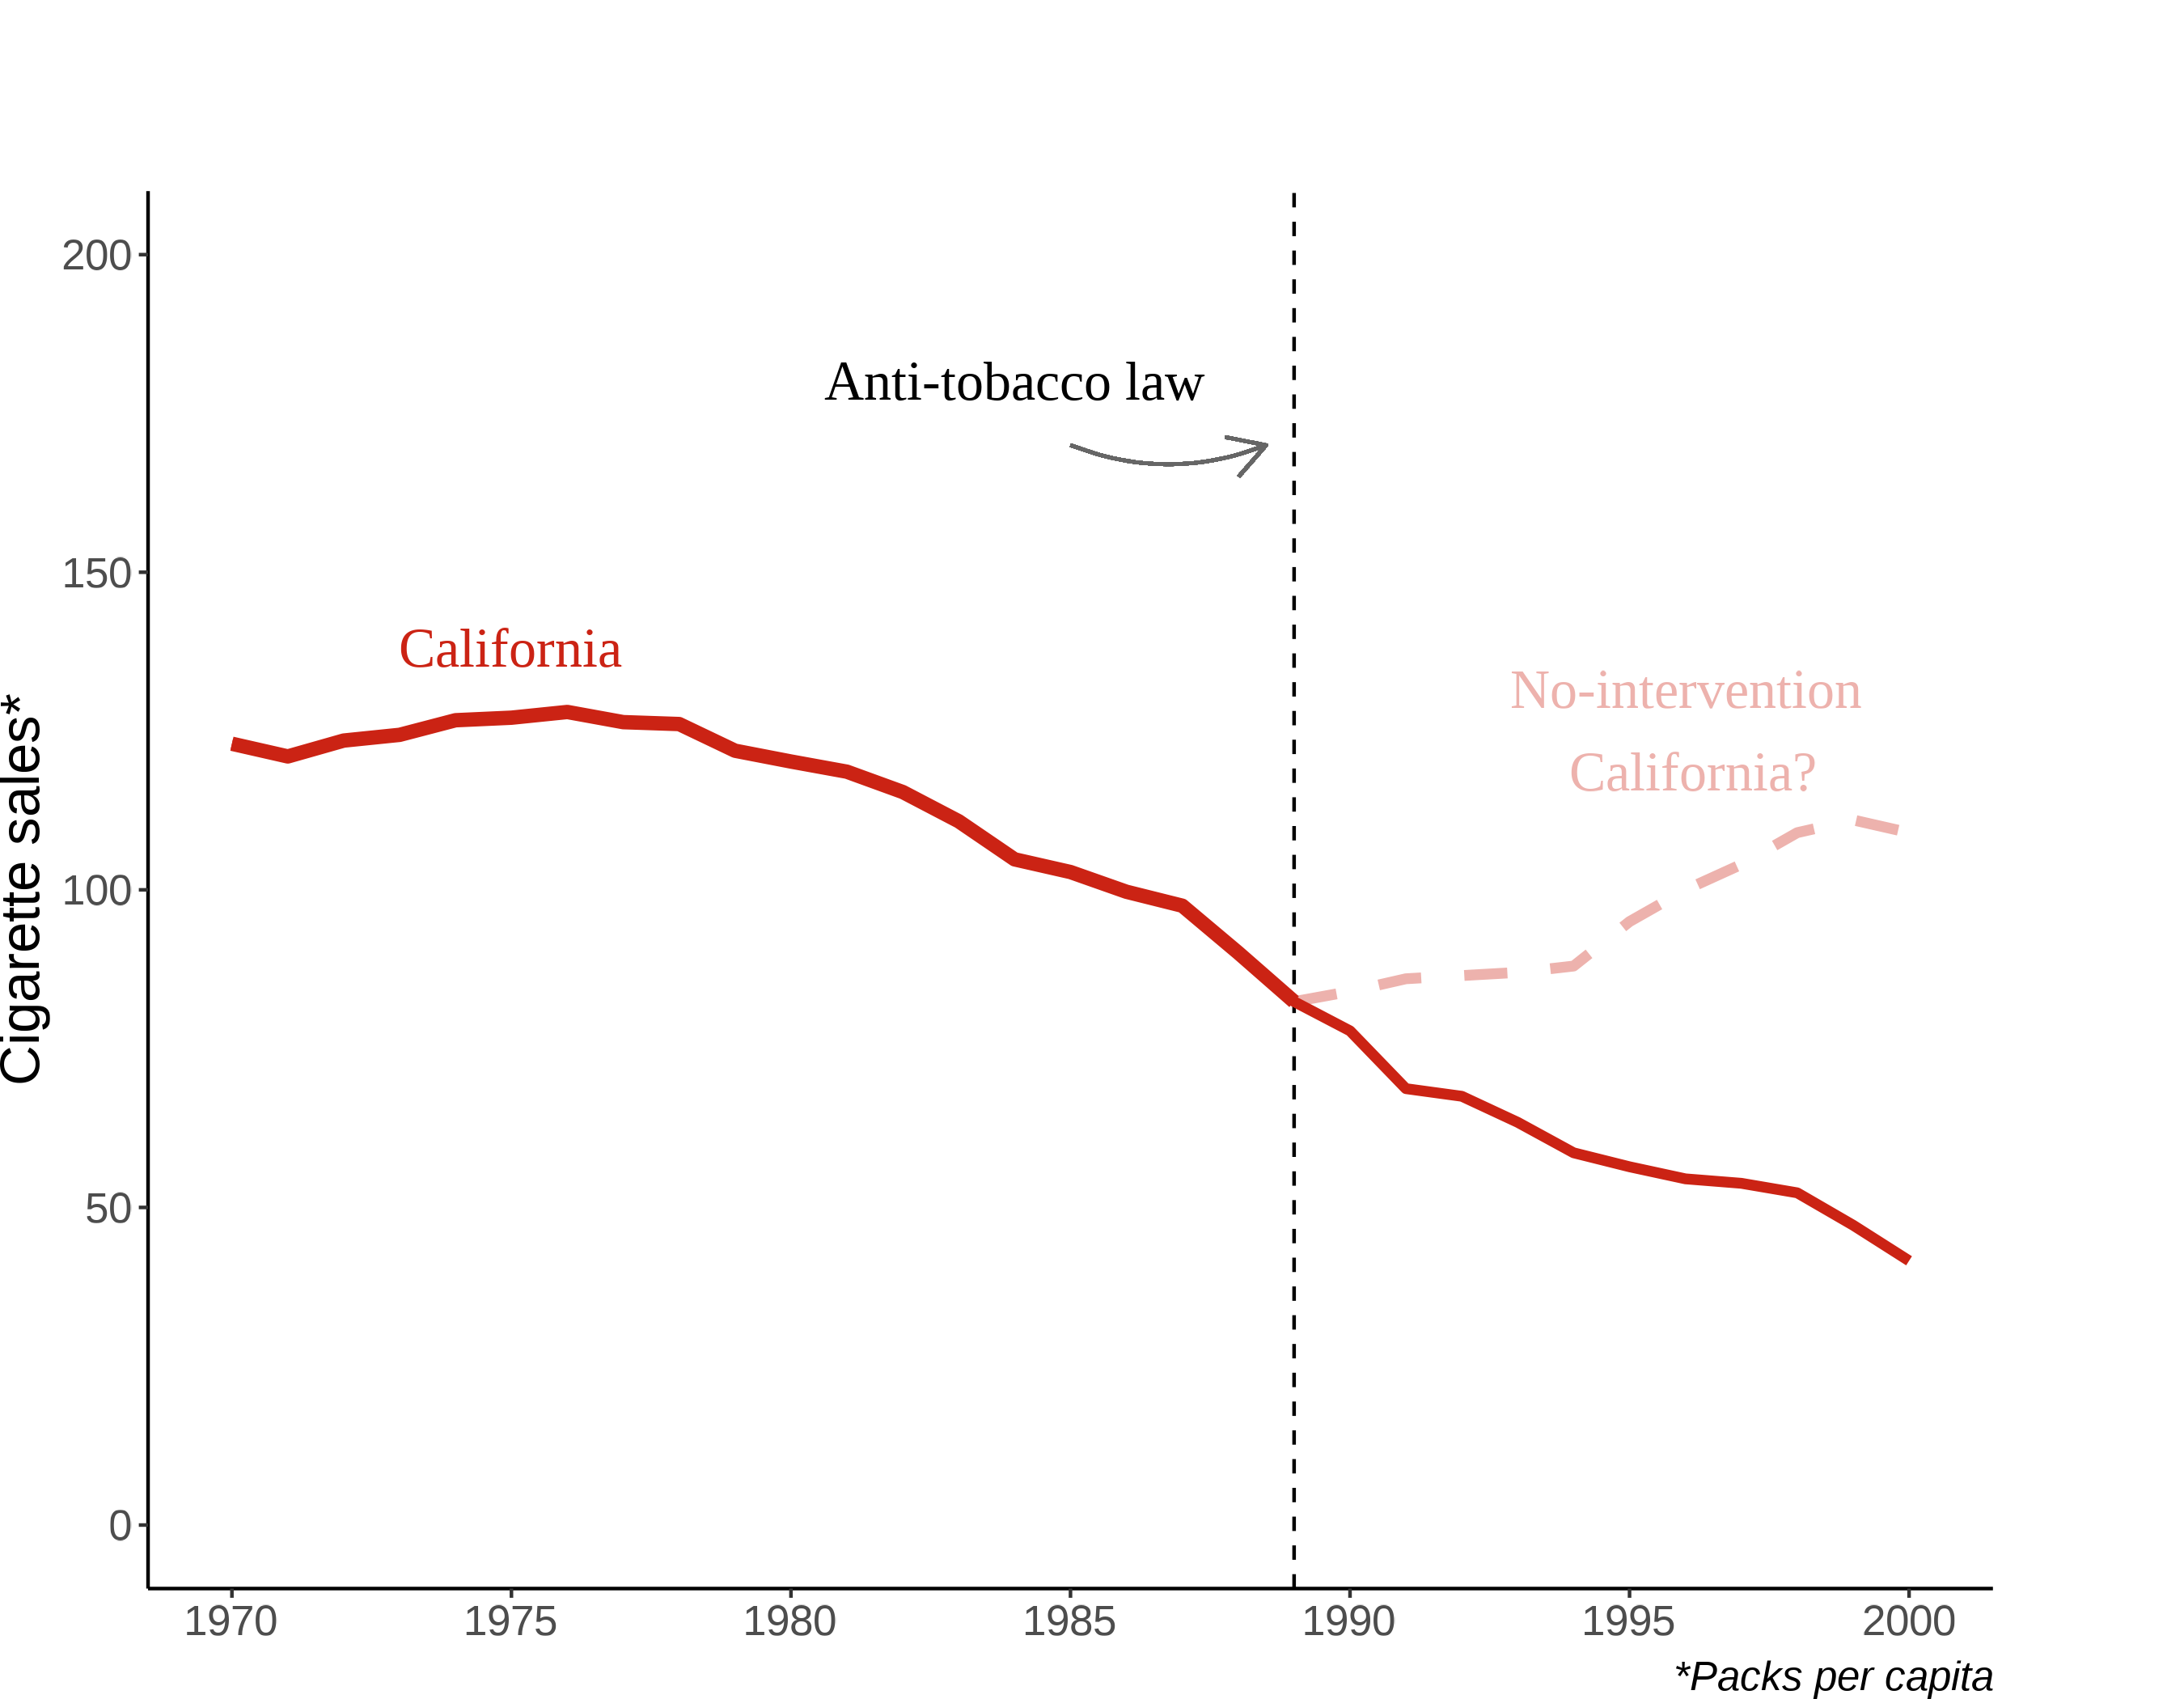 200
Anti-tobacco law
150
California
No-intervention
California?
Cigarette sales*
100
50
0
1970 1975 1980 1985 1990 1995 2000
*Packs per capita